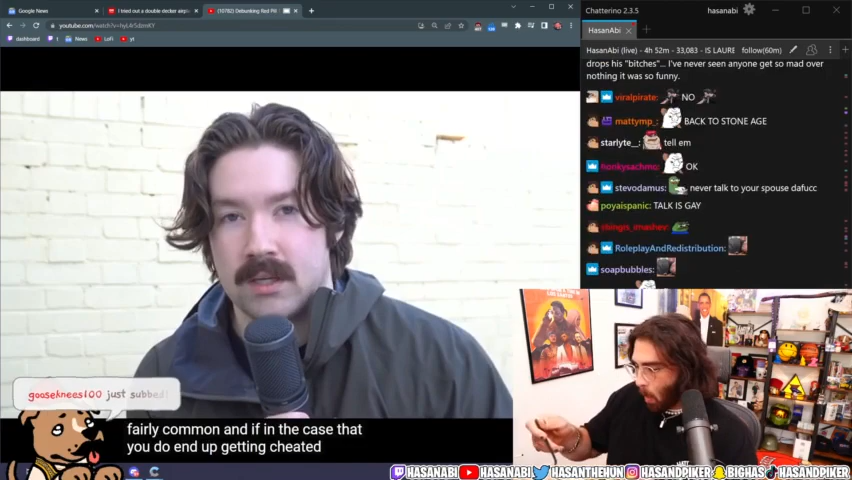 Google News
I tried out a double decker airpl
(10782) Debunking Red Pil
youtube.com/watch?v=hyL4rSdzmKY
dashboard
yt
News
LoFi
yt
Chatterino 2.3.5
hasanabi
HasanAbi
HasanAbi (live) - 4h 52m - 33,083 - IS LAURE
follow(60m)
drops his "bitches"... I've never seen anyone get so mad over
nothing it was so funny.
viralpirate: NO
mattymp_: BACK TO STONE AGE
starlyte__: tell em
honkysachmo: OK
stevodamus: never talk to your spouse dafucc
poyaispanic: TALK IS GAY
RoleplayAndRedistribution:
soapbubbles:
gooseknees100 just subbed!
fairly common and if in the case that
you do end up getting cheated
HASANABI
HASANABI
HASANTHEHUN
HASANDPIKER
BIGHAS
HASANDPIKER